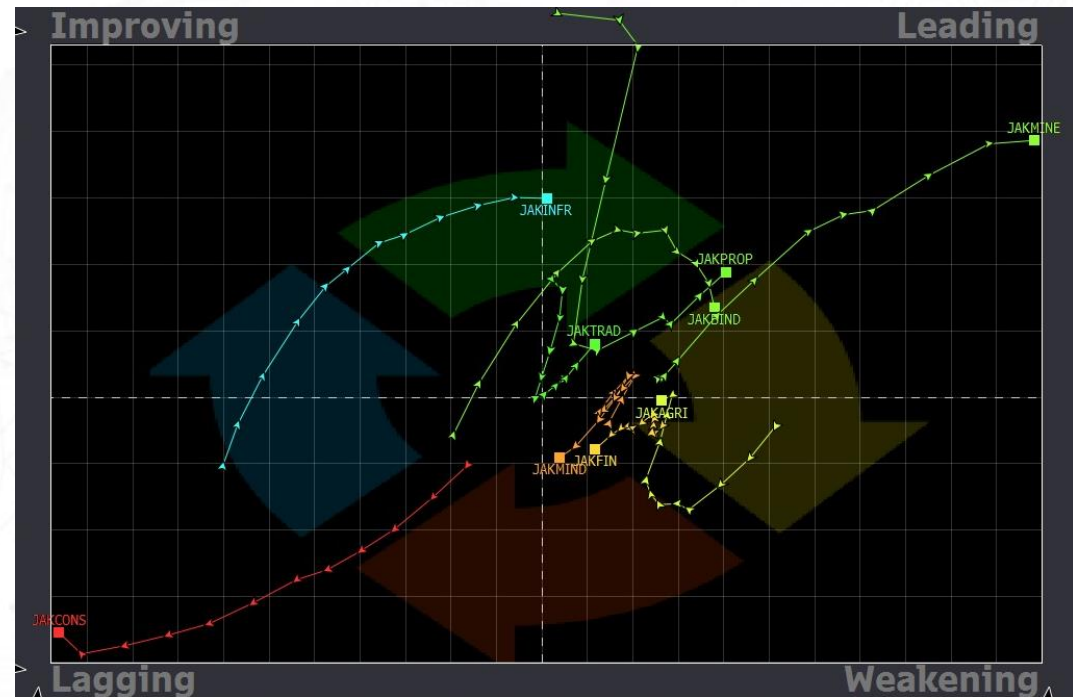 Improving
Leading
JAKMINE
JAKINFR
JAKPROP
JAKBIND
JAKTRAD
JAKAGRI
JAKFIN
JAKMIND
JAKCONS
Lagging
Weakening